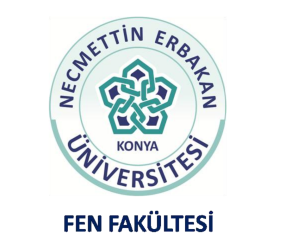 NECMETTİN ERBAKAN
KONYA
ÜNİVERSİTESİ
FEN FAKÜLTESİ